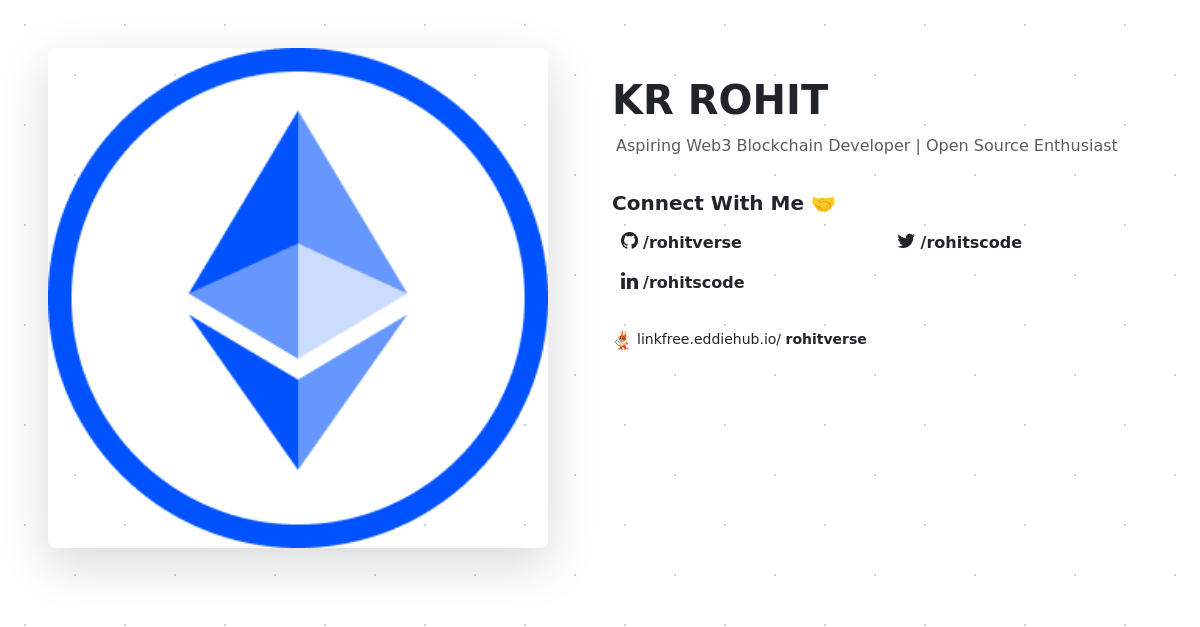 KR ROHIT
Aspiring Web3 Blockchain Developer | Open Source Enthusiast
Connect With Me 🤝
/rohitverse
/rohitscode
/rohitscode
linkfree.eddiehub.io/ rohitverse